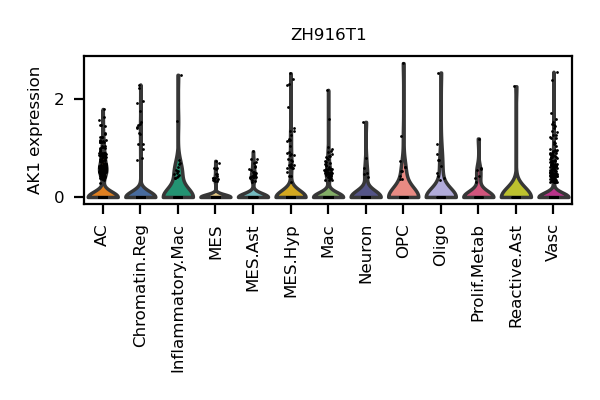 ZH916T1
AK1 expression
2
0
AC
Chromatin.Reg
Inflammatory.Mac
MES
MES.Ast
MES.Hyp
Mac
Neuron
OPC
Oligo
Prolif.Metab
Reactive.Ast
Vasc